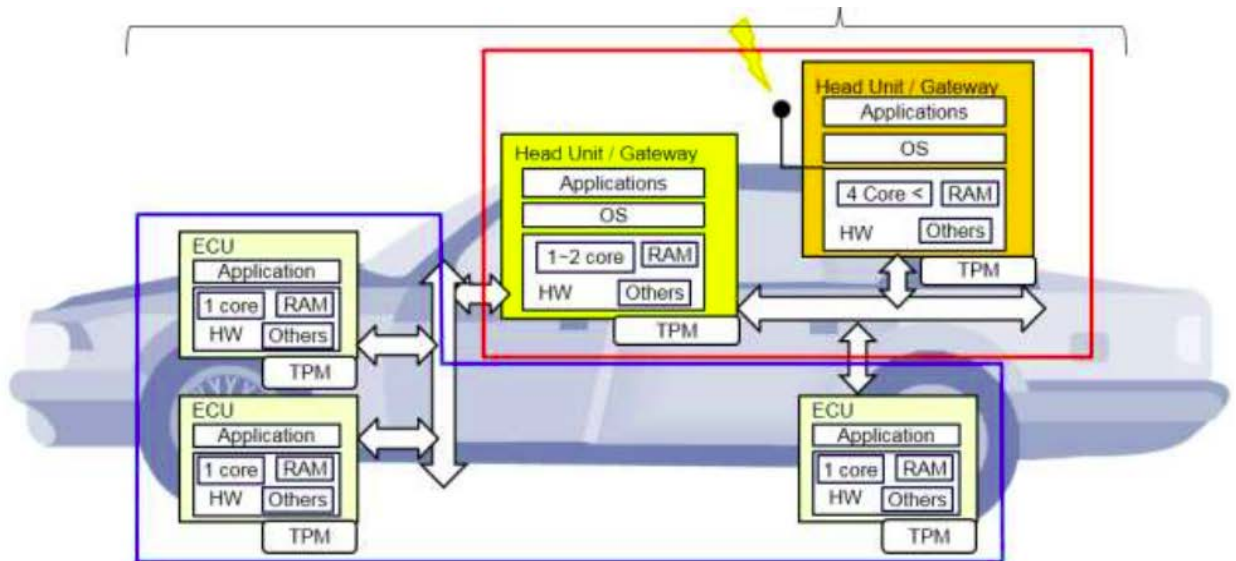 Head Unit / Gateway
Applications
OS
4 Core < RAM
HW Others
TPM
Head Unit / Gateway
Applications
OS
1~2 core RAM
HW Others
TPM
ECU
Application
1 core RAM
HW Others
TPM
ECU
Application
1 core RAM
HW Others
TPM
ECU
Application
1 core RAM
HW Others
TPM